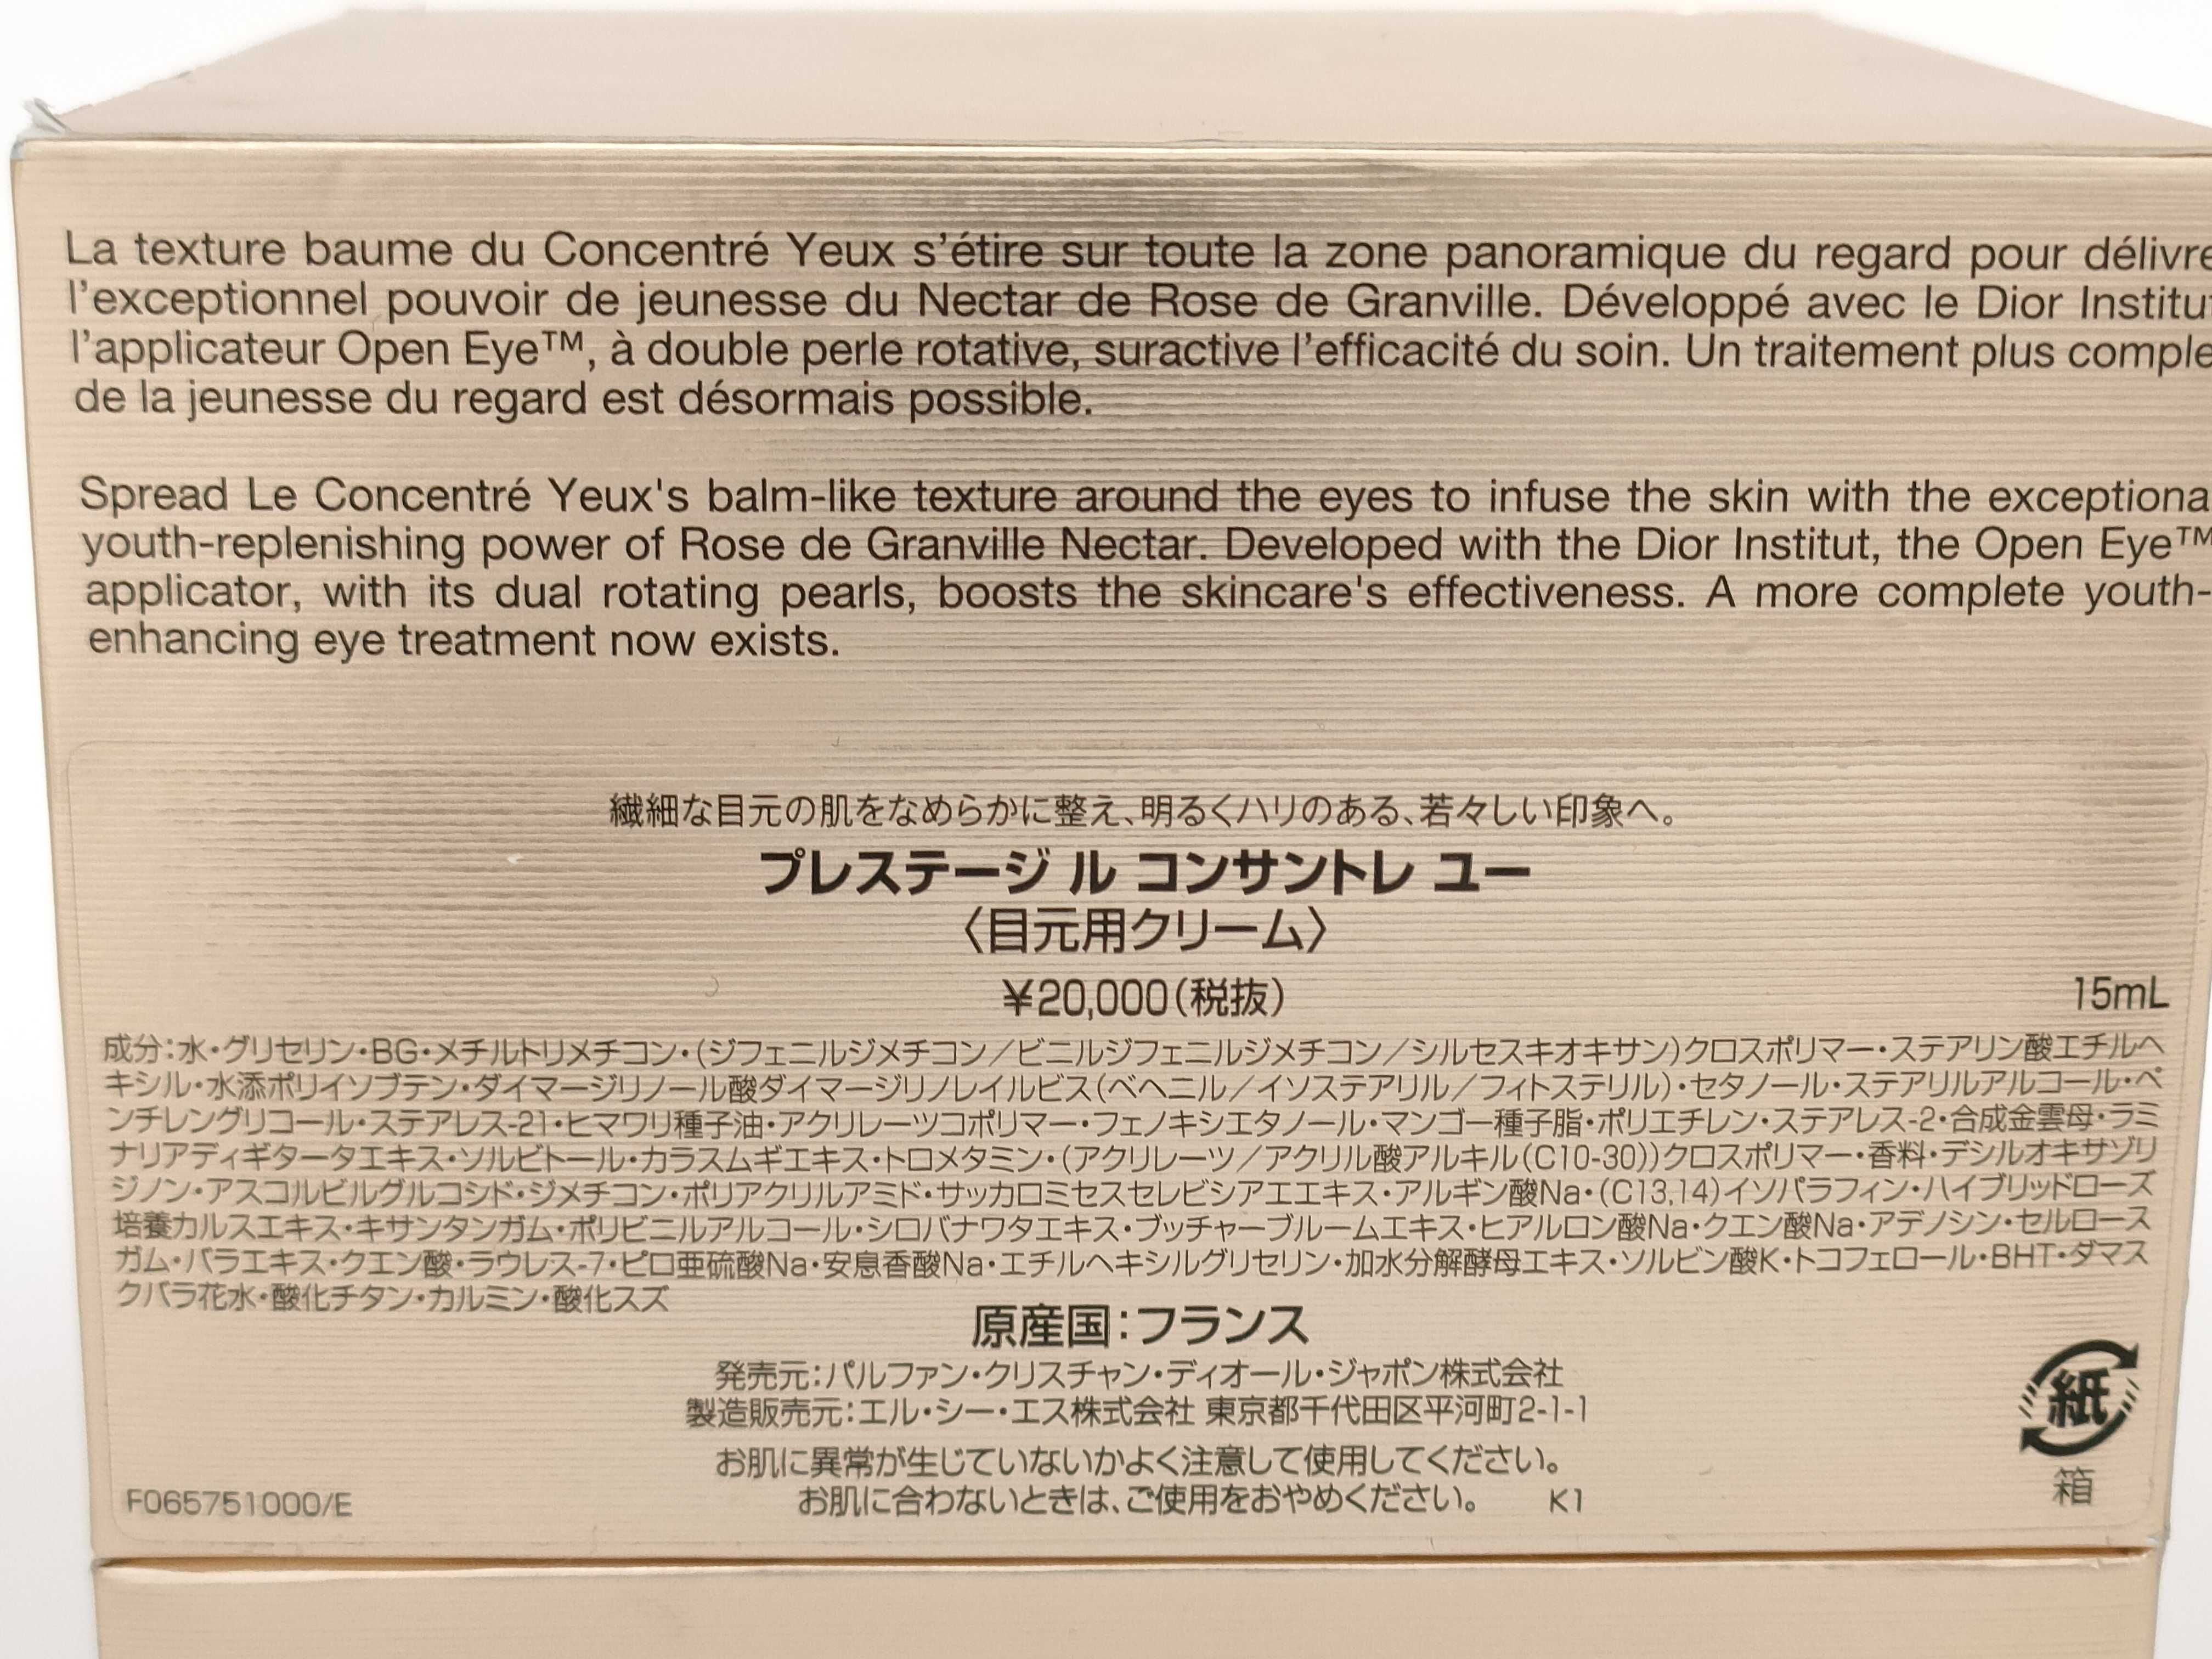 La texture baume du Concentré Yeux s'étire sur toute la zone panoramique du regard pour délivre
l'exceptionnel pouvoir de jeunesse du Nectar de Rose de Granville. Développé avec le Dior Institut
l'applicateur Open Eye™, à double perle rotative, suractive l'efficacité du soin. Un traitement plus comple
de la jeunesse du regard est désormais possible.
Spread Le Concentré Yeux's balm-like texture around the eyes to infuse the skin with the exceptiona
youth-replenishing power of Rose de Granville Nectar. Developed with the Dior Institut, the Open Eye™
applicator, with its dual rotating pearls, boosts the skincare's effectiveness. A more complete youth-
enhancing eye treatment now exists.
繊細な目元の肌をなめらかに整え、明るくハリのある、若々しい印象へ。
プレステージ ル コンサントレ ユー
〈目元用クリーム〉
¥20,000(税抜)
15mL
成分:水・グリセリン・BG・メチルトリメチコン・(ジフェニルジメチコン/ビニルジフェニルジメチコン/シルセスキオキサン)クロスポリマー・ステアリン酸エチルヘ
キシル・水添ポリイソブテン・ダイマージリノール酸ダイマージリノレイルビス(ベヘニル/イソステアリル/フィトステリル)・セタノール・ステアリルアルコール・ペ
ンチレングリコール・ステアレス-21・ヒマワリ種子油・アクリレーツコポリマー・フェノキシエタノール・マンゴー種子脂・ポリエチレン・ステアレス-2・合成金雲母・ラミ
ナリアディギタータエキス・ソルビトール・カラスムギエキス・トロメタミン・(アクリレーツ/アクリル酸アルキル(C10-30))クロスポリマー・香料・デシルオキサゾリ
ジノン・アスコルビルグルコシド・ジメチコン・ポリアクリルアミド・サッカロミセスセレビシアエエキス・アルギン酸Na・(C13,14)イソパラフィン・ハイブリッドローズ
培養カルスエキス・キサンタンガム・ポリビニルアルコール・シロバナワタエキス・ブッチャーブルームエキス・ヒアルロン酸Na・クエン酸Na・アデノシン・セルロース
ガム・バラエキス・クエン酸・ラウレス-7・ピロ亜硫酸Na・安息香酸Na・エチルヘキシルグリセリン・加水分解酵母エキス・ソルビン酸K・トコフェロール・BHT・ダマス
クバラ花水・酸化チタン・カルミン・酸化スズ
原産国:フランス
発売元:パルファン・クリスチャン・ディオール・ジャポン株式会社
製造販売元:エル・シー・エス株式会社 東京都千代田区平河町2-1-1
お肌に異常が生じていないかよく注意して使用してください。
お肌に合わないときは、ご使用をおやめください。 K1
F065751000/E
紙
箱